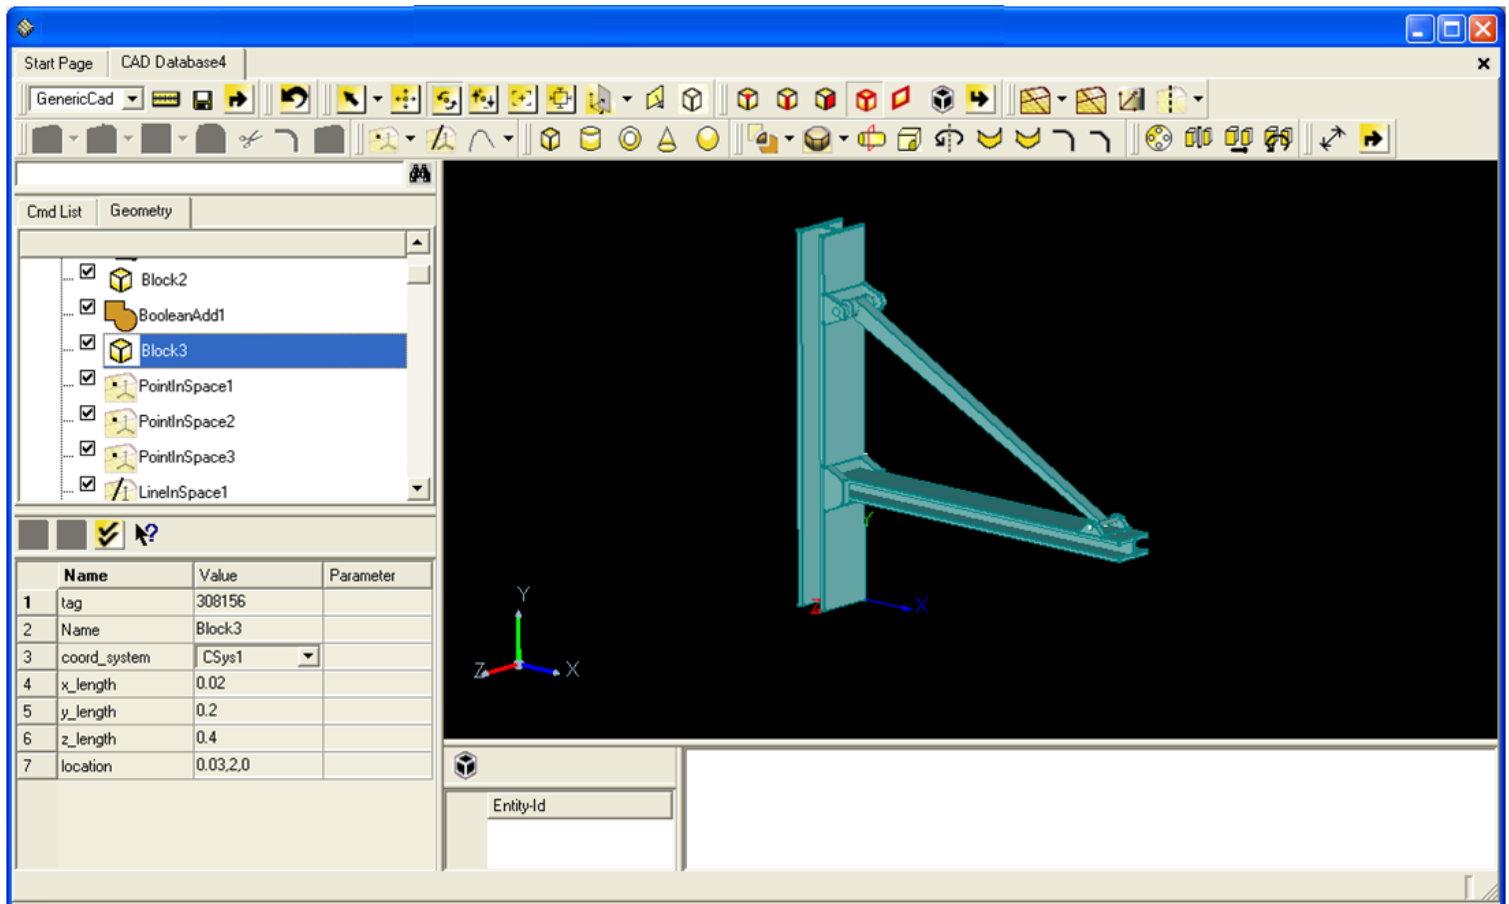 Start Page CAD Database4
GenericCad
Cmd List Geometry
Block2
BooleanAdd1
Block3
PointInSpace1
PointInSpace2
PointInSpace3
LineInSpace1
Name Value Parameter
1 tag 308156
2 Name Block3
3 coord_system CSys1
4 x_length 0.02
5 y_length 0.2
6 z_length 0.4
7 location 0.03,2,0
Y
Z X
Y
Z X
Entity-Id